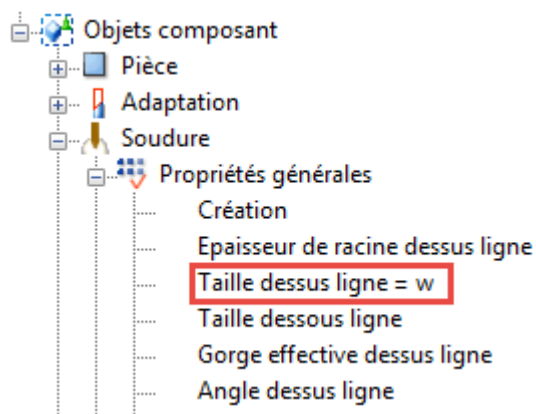 Objets composant
Pièce
Adaptation
Soudure
Propriétés générales
Création
Epaisseur de racine dessus ligne
Taille dessus ligne = w
Taille dessous ligne
Gorge effective dessus ligne
Angle dessus ligne